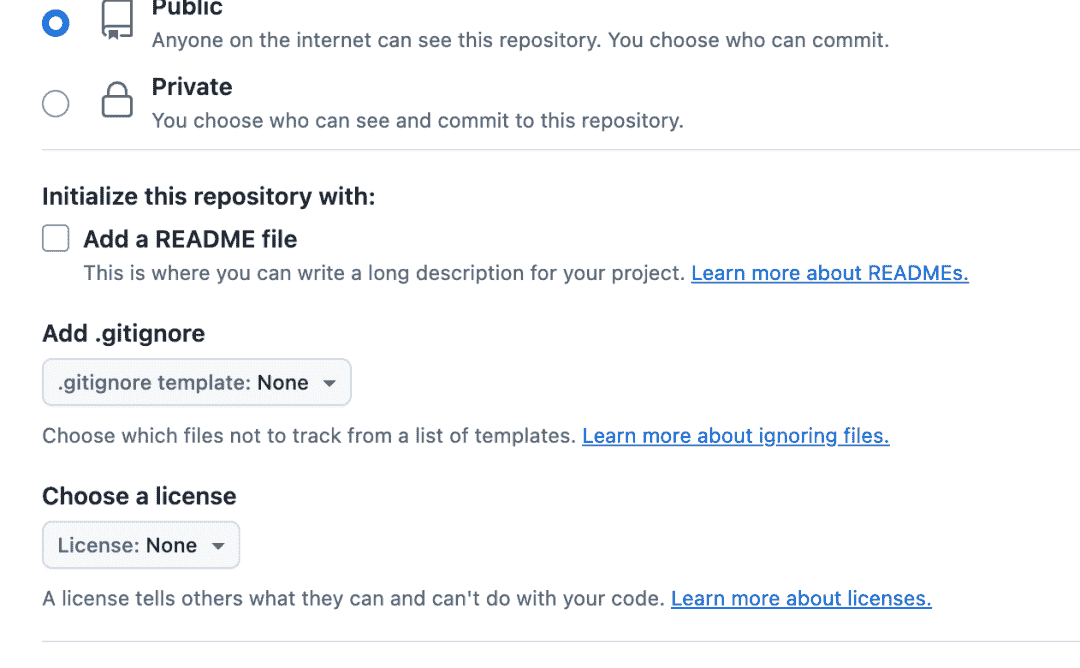 Public
Anyone on the internet can see this repository. You choose who can commit.
Private
You choose who can see and commit to this repository.
Initialize this repository with:
Add a README file
This is where you can write a long description for your project. Learn more about READMEs.
Add .gitignore
.gitignore template: None
Choose which files not to track from a list of templates. Learn more about ignoring files.
Choose a license
License: None
A license tells others what they can and can't do with your code. Learn more about licenses.